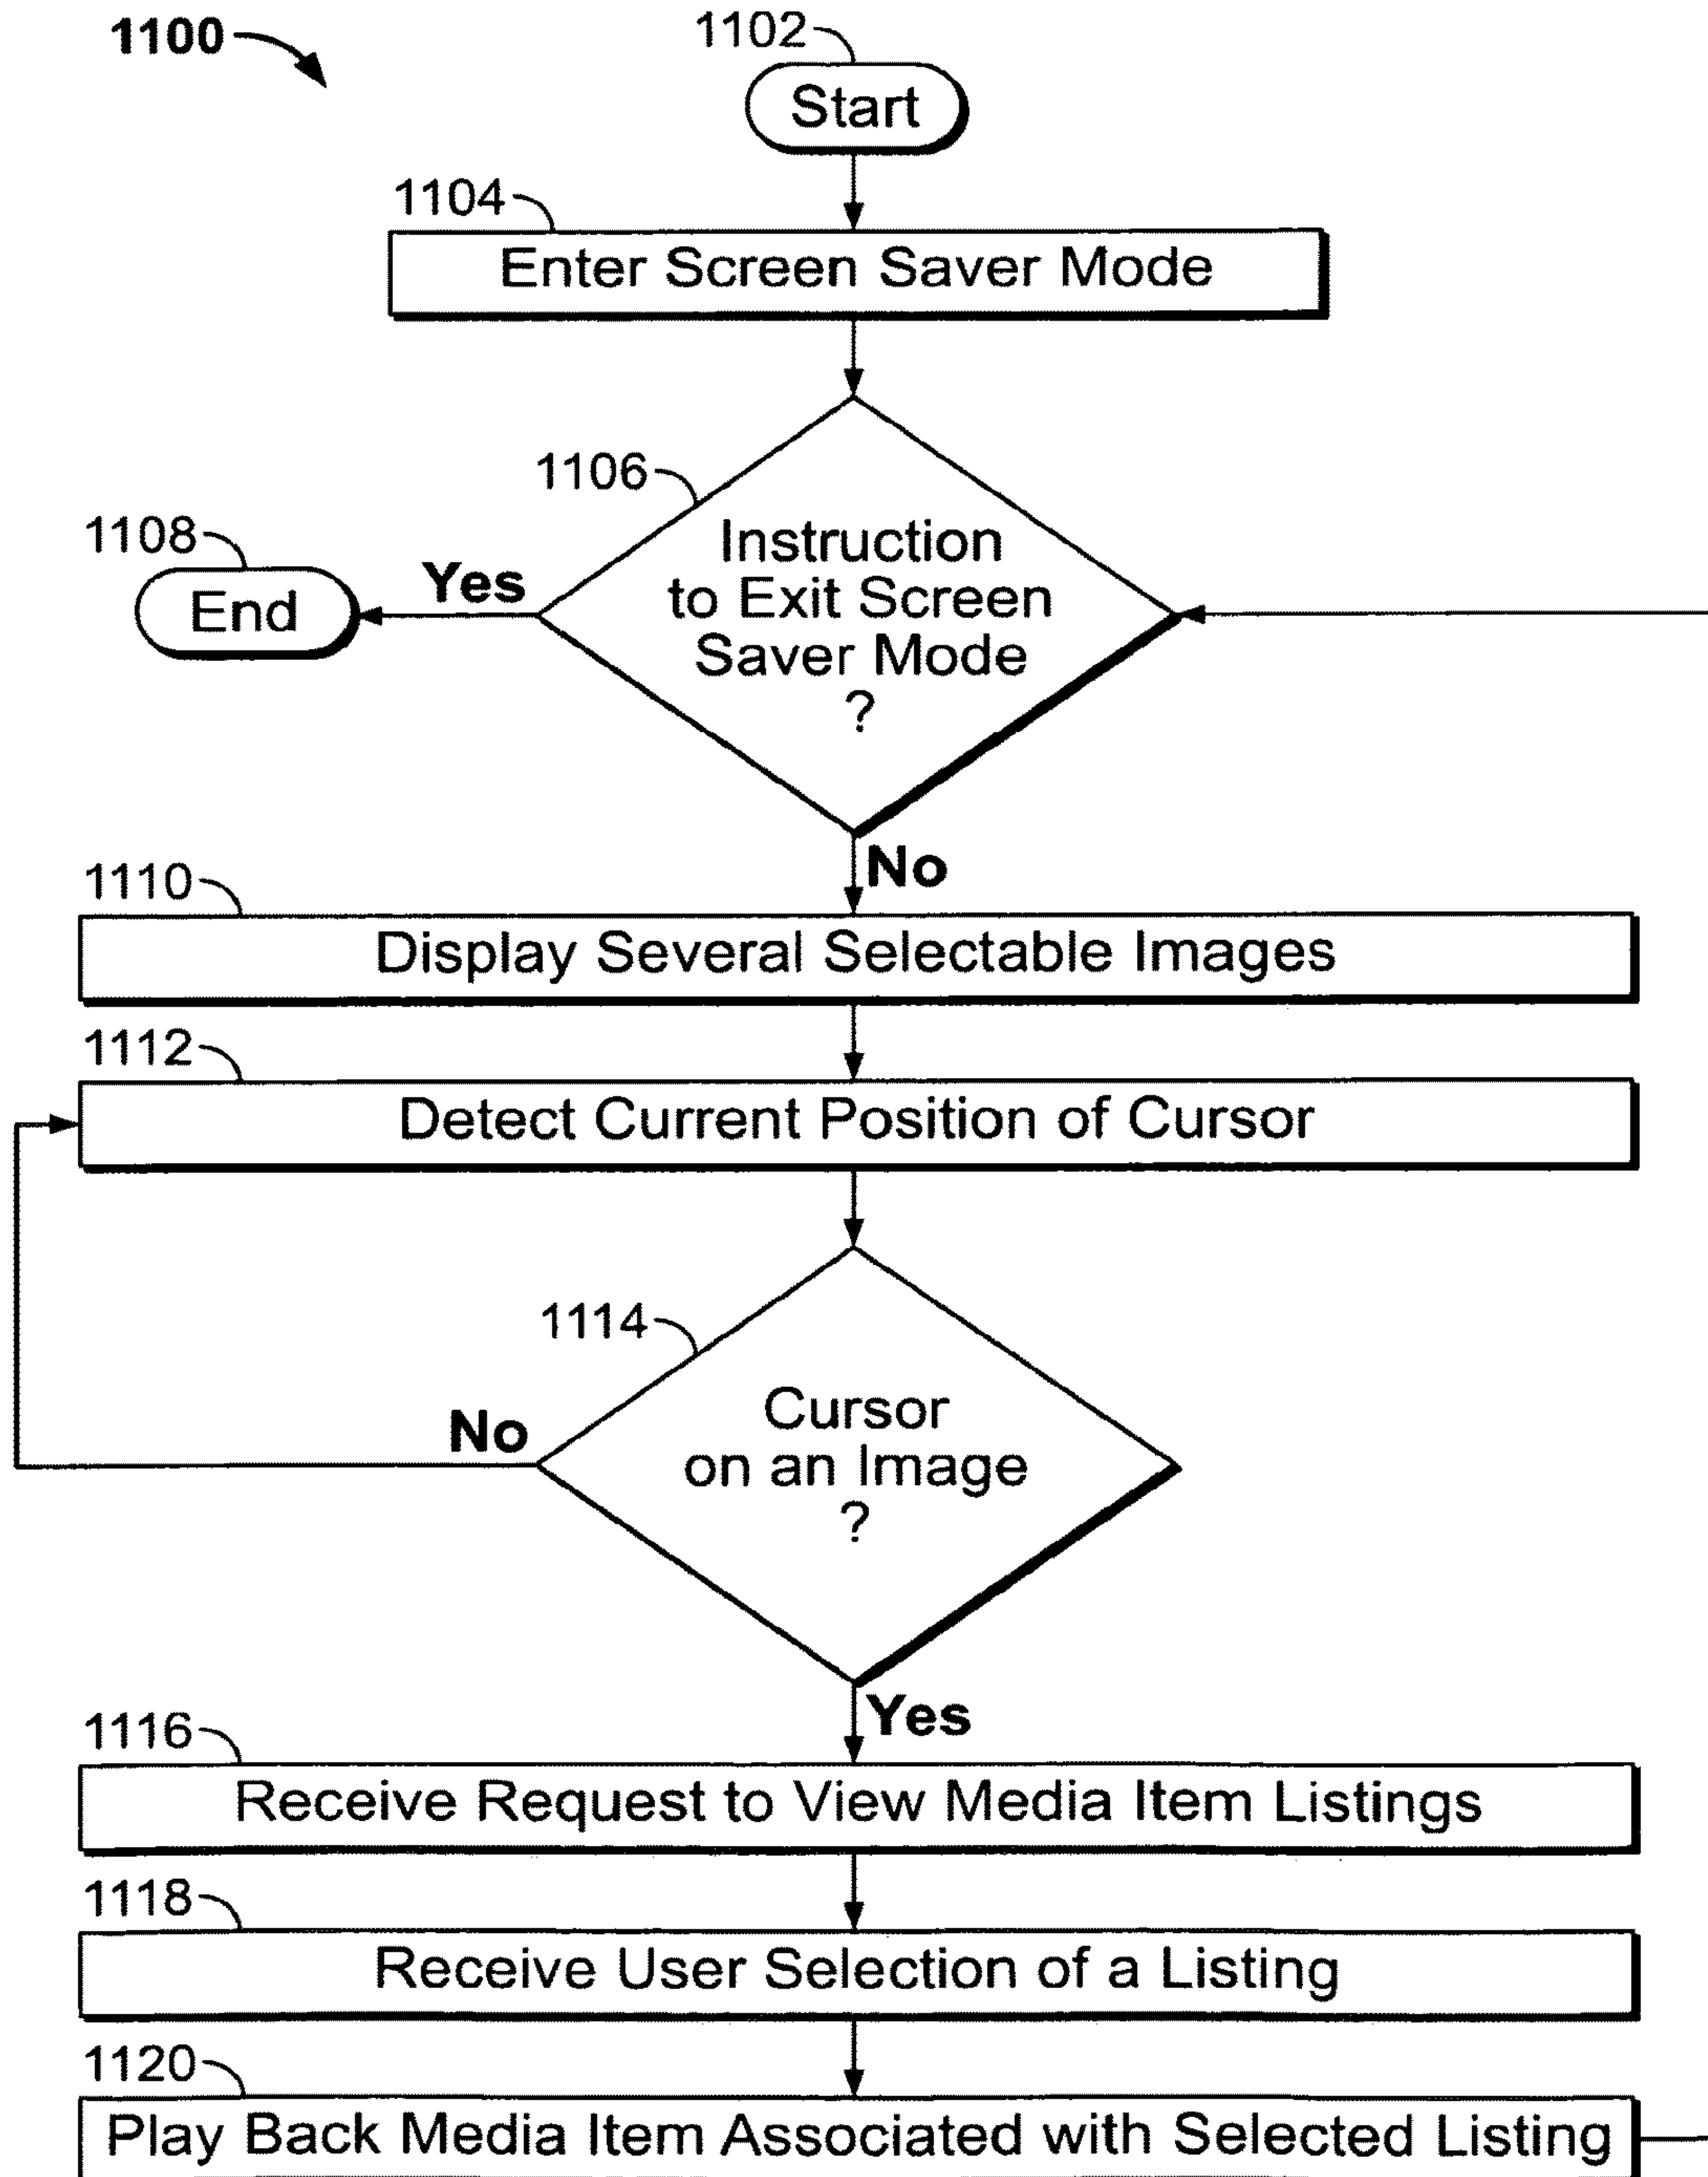 1100
1102
Start
1104
Enter Screen Saver Mode
1106
Instruction
to Exit Screen
Saver Mode
?
1108
Yes
End
No
1110
Display Several Selectable Images
1112
Detect Current Position of Cursor
1114
Cursor
on an Image
?
No
Yes
1116
Receive Request to View Media Item Listings
1118
Receive User Selection of a Listing
1120
Play Back Media Item Associated with Selected Listing